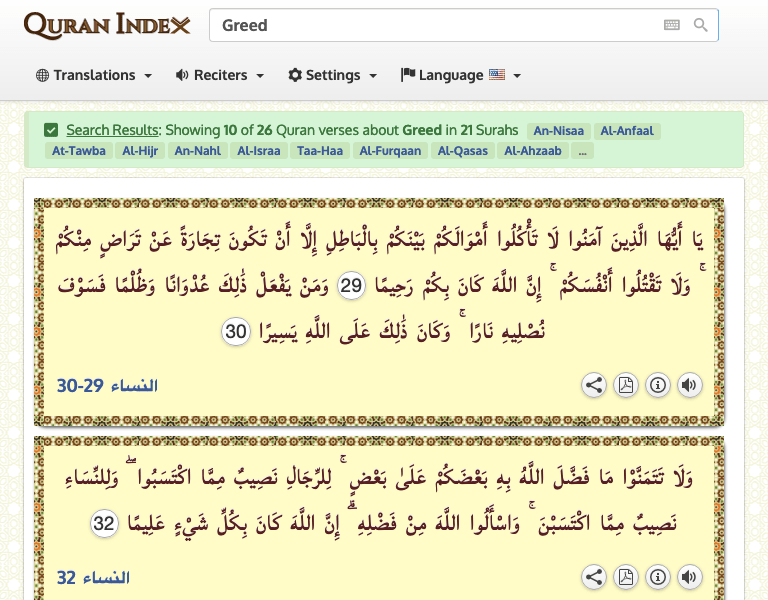 QURAN INDEX
Greed
Translations
Reciters
Settings
Language
Search Results: Showing 10 of 26 Quran verses about Greed in 21 Surahs An-Nisaa Al-Anfaal
At-Tawba Al-Hijr An-Nahl Al-Israa Taa-Haa Al-Furqaan Al-Qasas Al-Ahzaab ...
يَا أَيُّهَا الَّذِينَ آمَنُوا لَا تَأْكُلُوا أَمْوَالَكُمْ بَيْنَكُمْ بِالْبَاطِلِ إِلَّا أَنْ تَكُونَ تِجَارَةً عَنْ تَرَاضٍ مِنْكُمْ
ۚ وَلَا تَقْتُلُوا أَنْفُسَكُمْ ۚ إِنَّ اللَّهَ كَانَ بِكُمْ رَحِيمًا 29 وَمَنْ يَفْعَلْ ذَٰلِكَ عُدْوَانًا وَظُلْمًا فَسَوْفَ
نُصْلِيهِ نَارًا ۚ وَكَانَ ذَٰلِكَ عَلَى اللَّهِ يَسِيرًا 30
النساء 29-30
وَلَا تَتَمَنَّوْا مَا فَضَّلَ اللَّهُ بِهِ بَعْضَكُمْ عَلَىٰ بَعْضٍ ۚ لِلرِّجَالِ نَصِيبٌ مِمَّا اكْتَسَبُوا ۖ وَلِلنِّسَاءِ
نَصِيبٌ مِمَّا اكْتَسَبْنَ ۚ وَاسْأَلُوا اللَّهَ مِنْ فَضْلِهِ ۗ إِنَّ اللَّهَ كَانَ بِكُلِّ شَيْءٍ عَلِيمًا 32
النساء 32